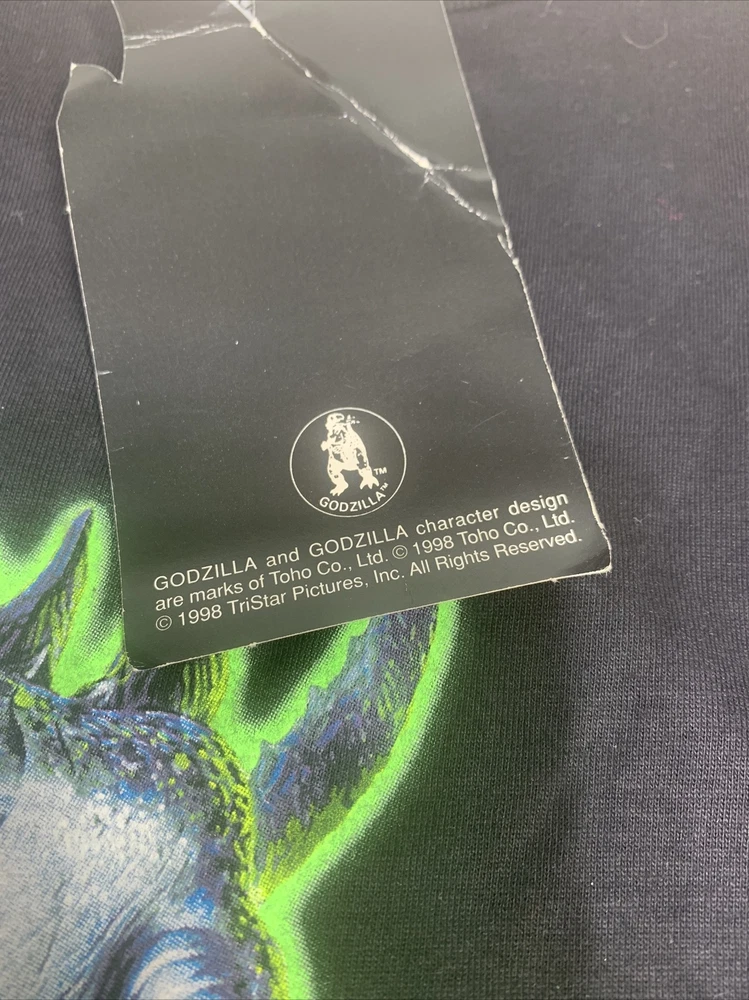 TM
GODZILLA™
GODZILLA and GODZILLA character design
are marks of Toho Co., Ltd. © 1998 Toho Co., Ltd.
© 1998 TriStar Pictures, Inc. All Rights Reserved.